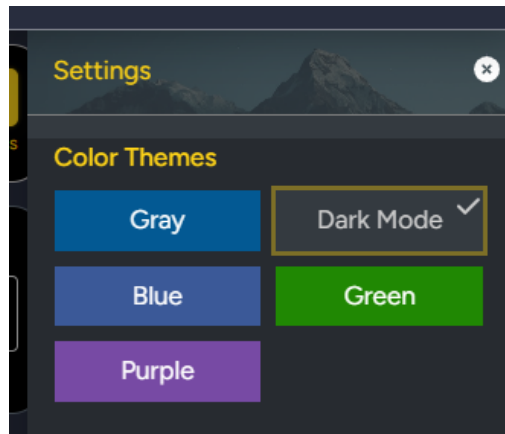 Settings
s
Color Themes
Gray
Dark Mode
Blue
Green
Purple